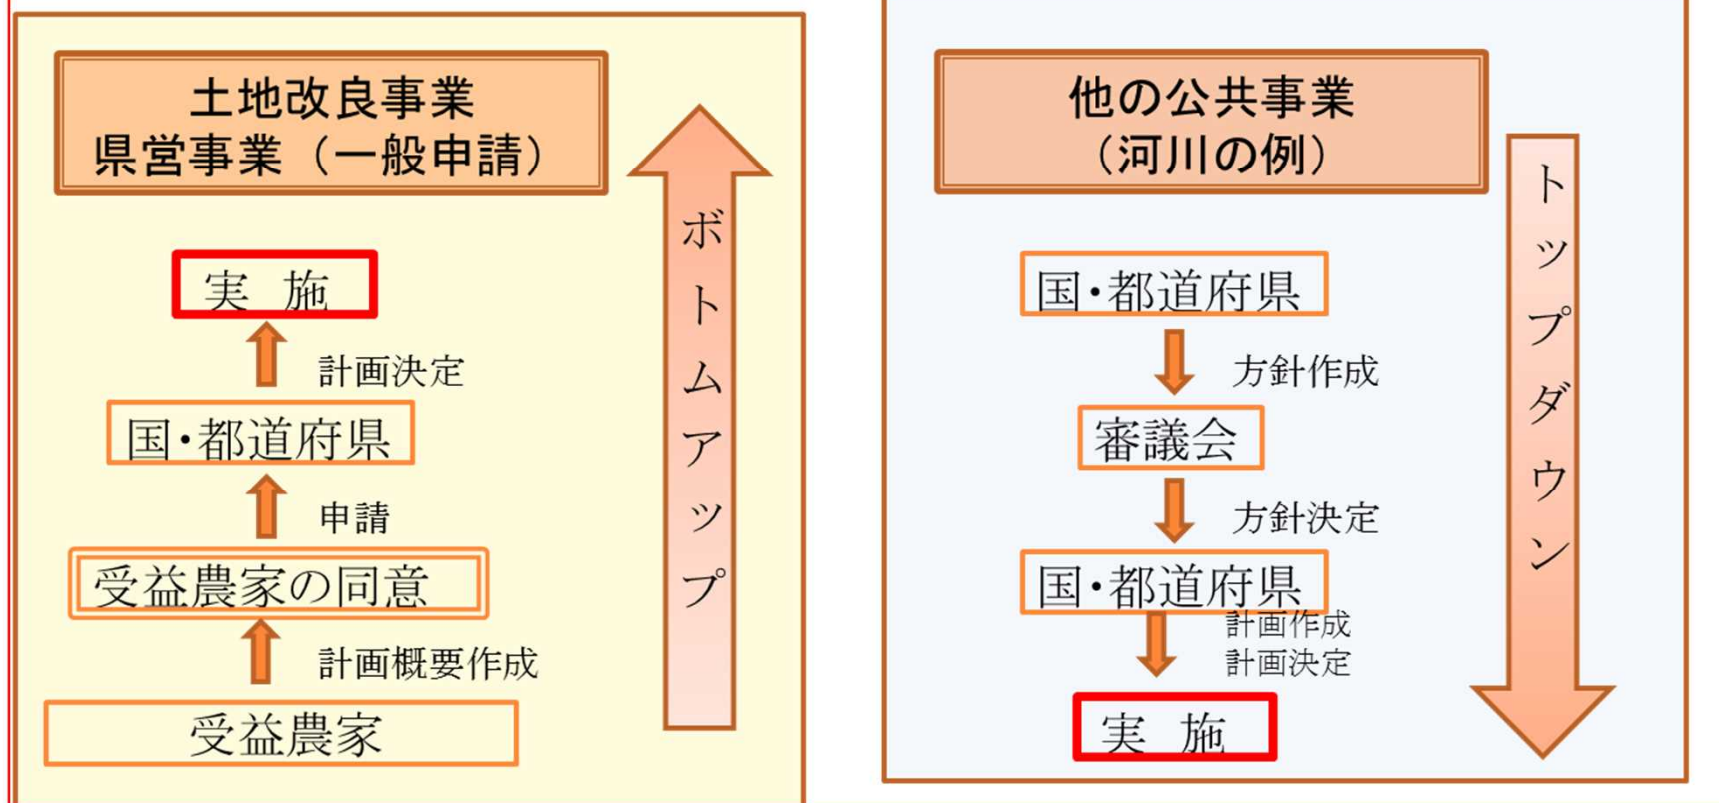 土地改良事業
県営事業（一般申請）
実　施
計画決定
国・都道府県
申請
受益農家の同意
計画概要作成
受益農家
ボトムアップ
他の公共事業
（河川の例）
国・都道府県
方針作成
審議会
方針決定
国・都道府県
計画作成
計画決定
実　施
トップダウン